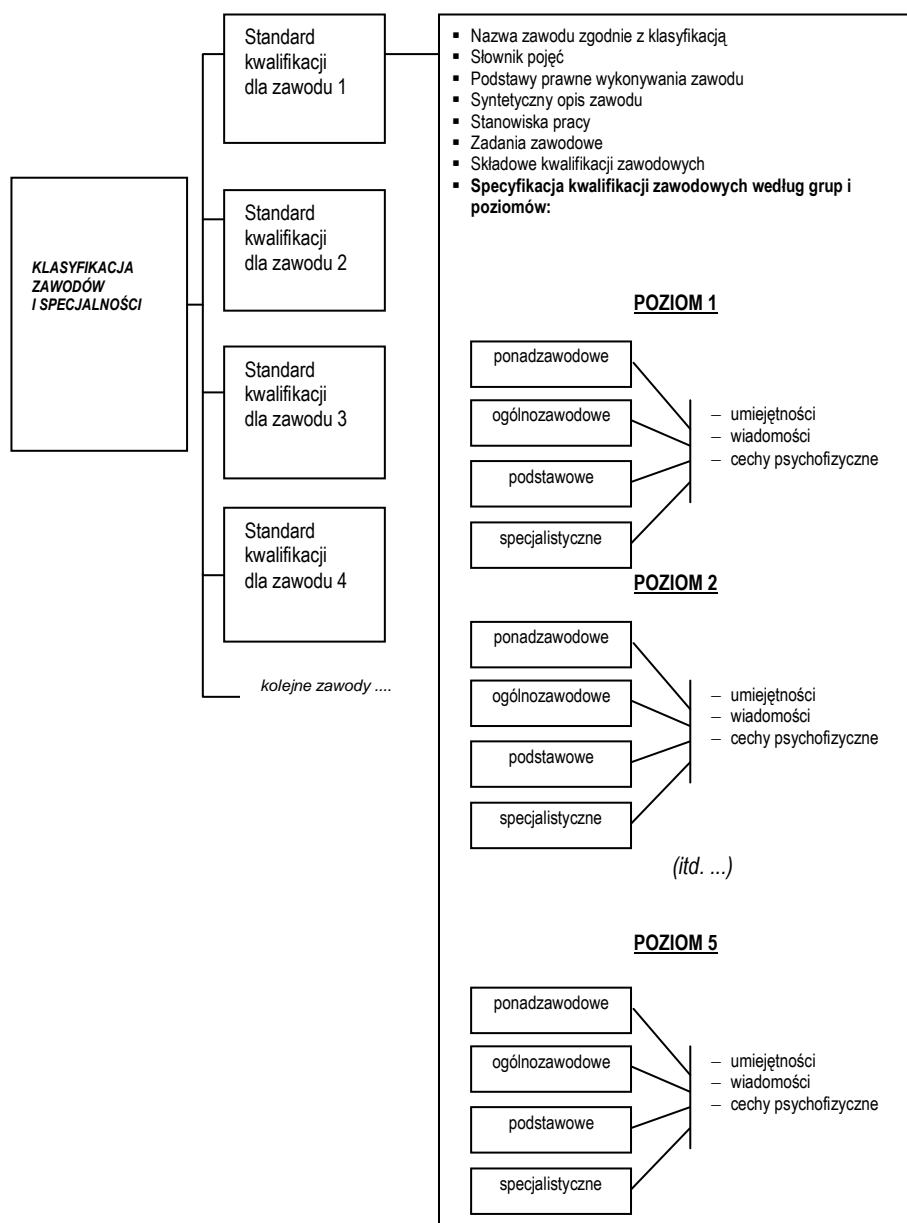 KLASYFIKACJA
ZAWODÓW
I SPECJALNOŚCI
Standard
kwalifikacji
dla zawodu 1
Standard
kwalifikacji
dla zawodu 2
Standard
kwalifikacji
dla zawodu 3
Standard
kwalifikacji
dla zawodu 4
kolejne zawody ....
▪ Nazwa zawodu zgodnie z klasyfikacją
▪ Słownik pojęć
▪ Podstawy prawne wykonywania zawodu
▪ Syntetyczny opis zawodu
▪ Stanowiska pracy
▪ Zadania zawodowe
▪ Składowe kwalifikacji zawodowych
▪ Specyfikacja kwalifikacji zawodowych według grup i
poziomów:
POZIOM 1
ponadzawodowe
ogólnozawodowe
podstawowe
specjalistyczne
– umiejętności
– wiadomości
– cechy psychofizyczne
POZIOM 2
ponadzawodowe
ogólnozawodowe
podstawowe
specjalistyczne
– umiejętności
– wiadomości
– cechy psychofizyczne
(itd. ...)
POZIOM 5
ponadzawodowe
ogólnozawodowe
podstawowe
specjalistyczne
– umiejętności
– wiadomości
– cechy psychofizyczne